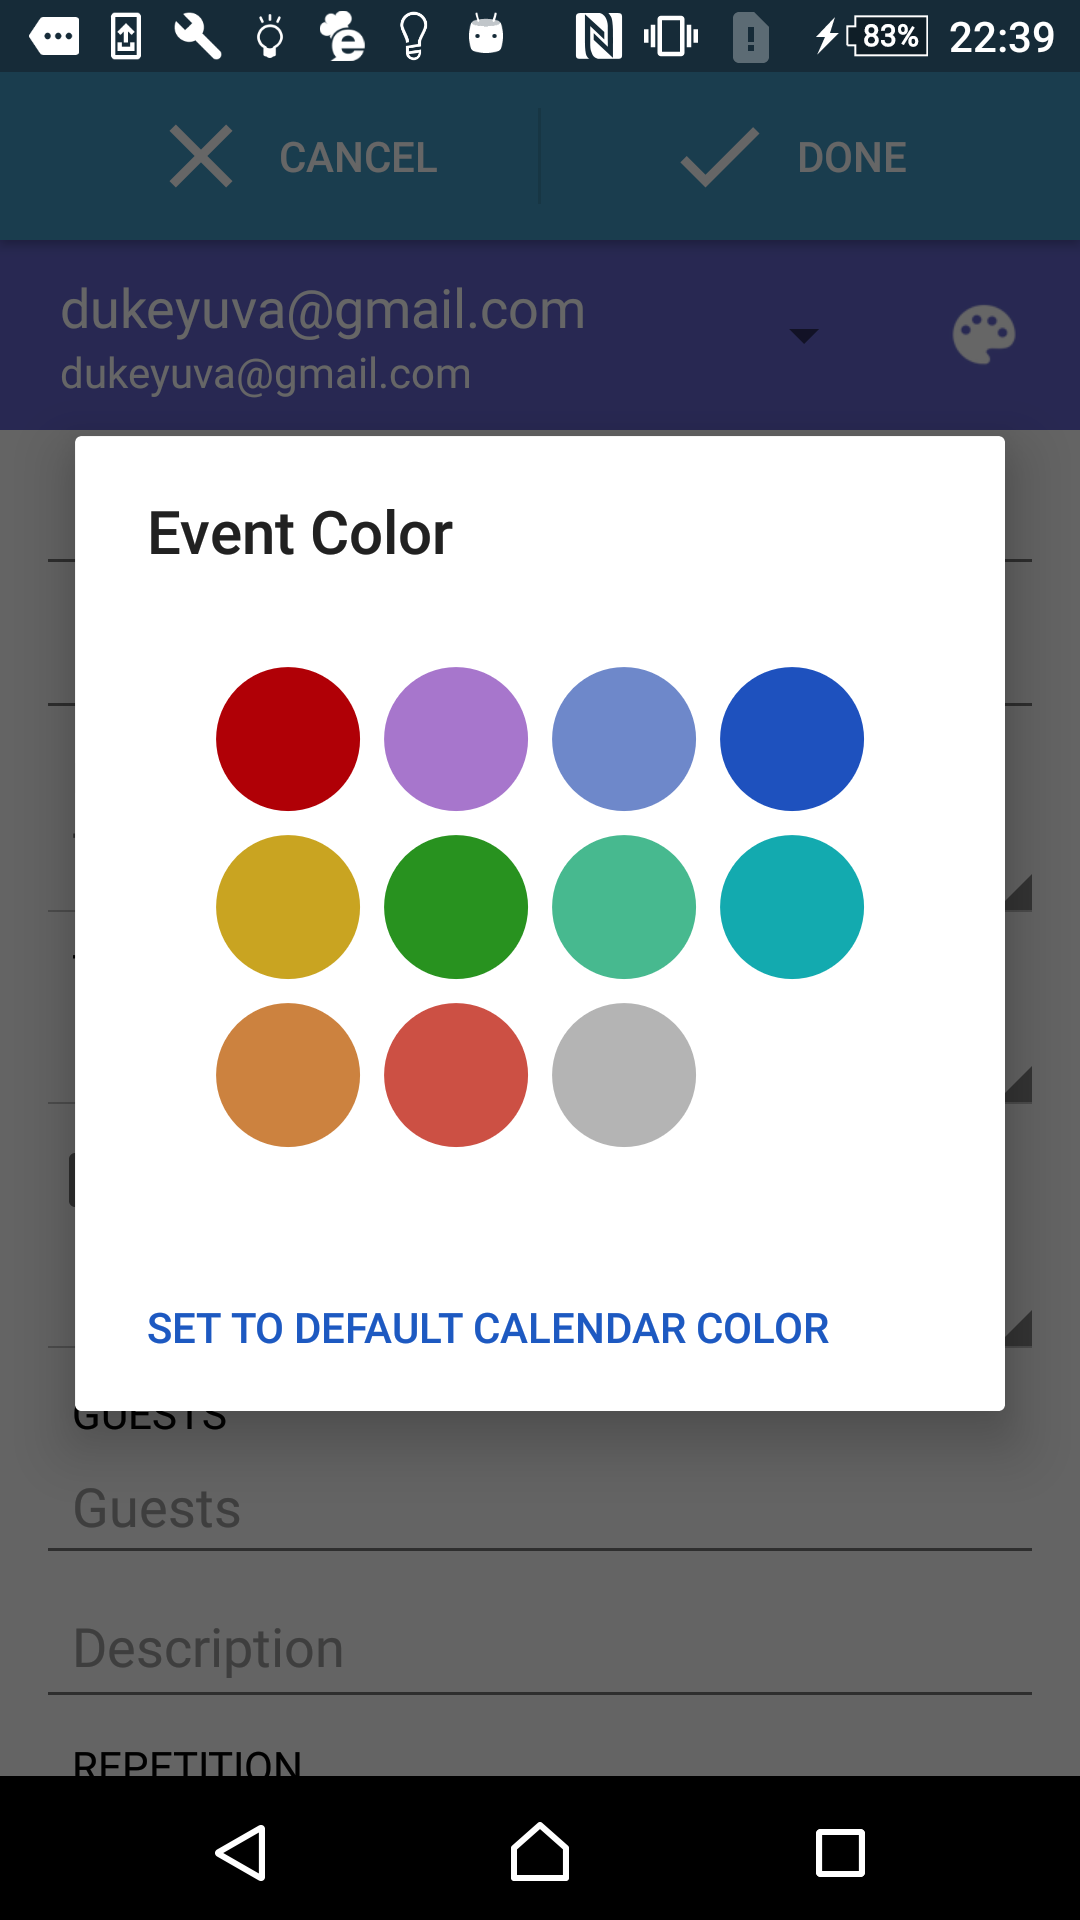 83% 22:39
CANCEL DONE
dukeyuva@gmail.com
dukeyuva@gmail.com
Event Color
SET TO DEFAULT CALENDAR COLOR
GUESTS
Guests
Description
REPETITION